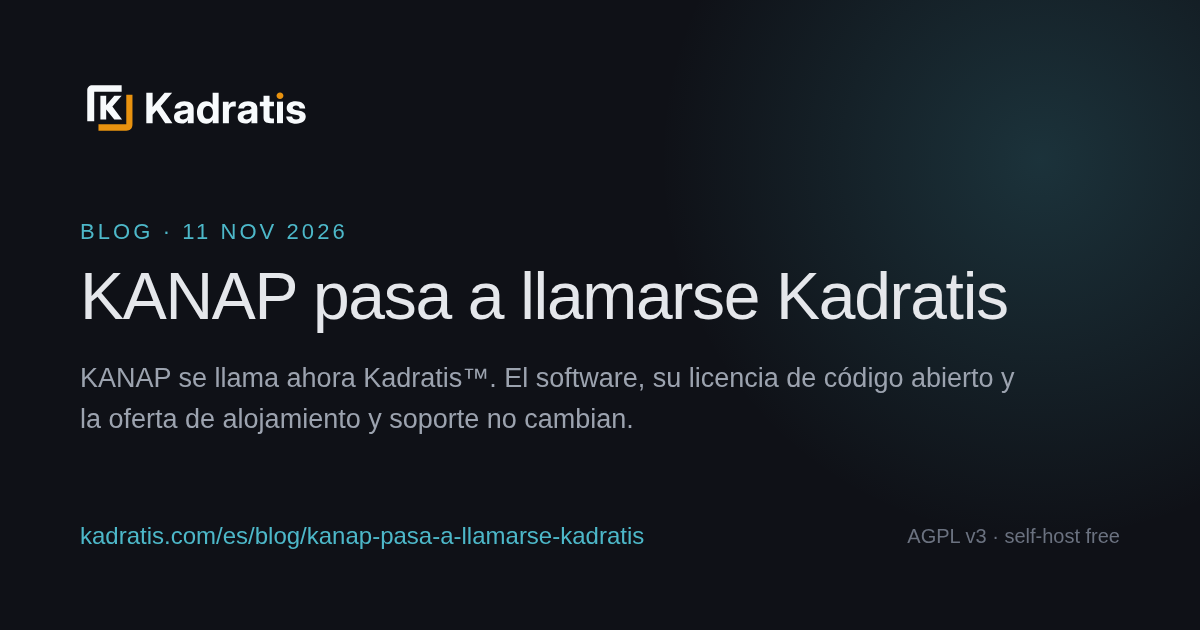 K Kadratis
BLOG · 11 NOV 2026
KANAP pasa a llamarse Kadratis
KANAP se llama ahora Kadratis™. El software, su licencia de código abierto y
la oferta de alojamiento y soporte no cambian.
kadratis.com/es/blog/kanap-pasa-a-llamarse-kadratis
AGPL v3 · self-host free